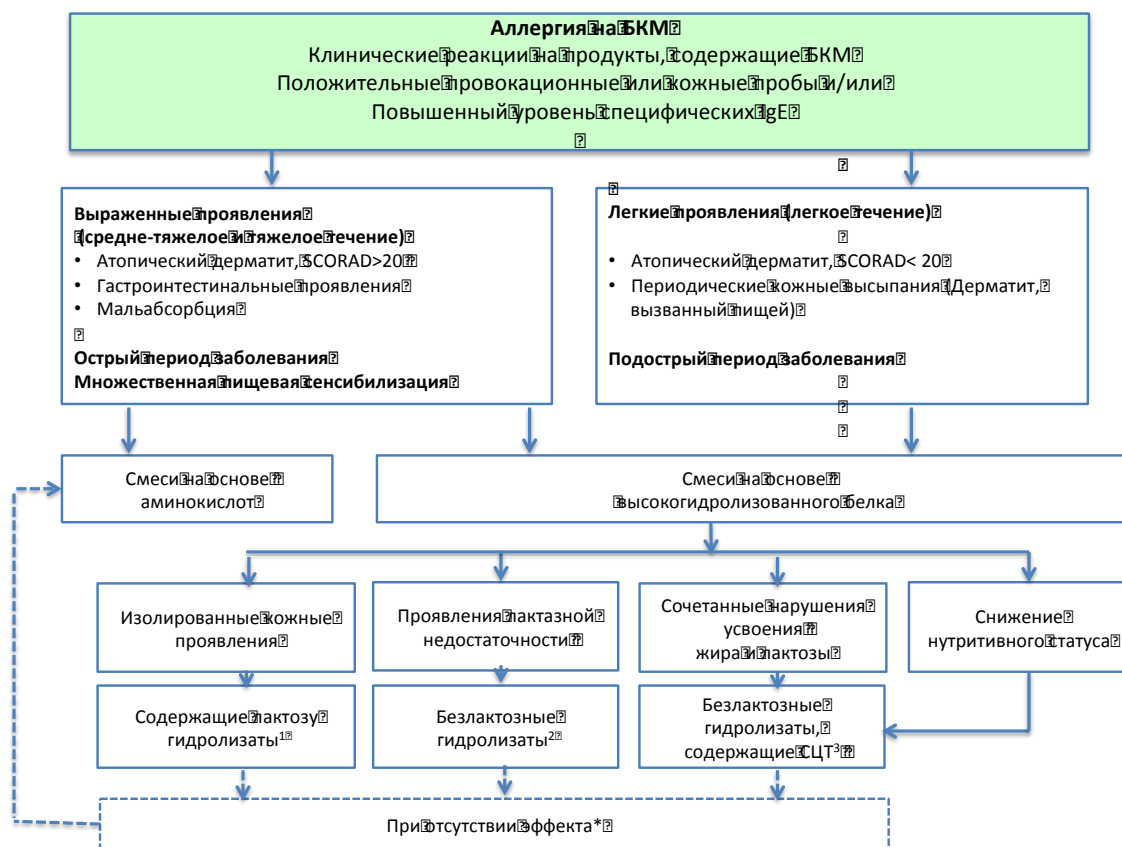 Аллергия на БКМ
Клинические реакции на продукты, содержащие БКМ
Положительные провокационные или кожные пробы и/или
Повышенный уровень специфических IgE
Выраженные проявления
(средне-тяжелое и тяжелое течение)
• Атопический дерматит, SCORAD>20
• Гастроинтестинальные проявления
• Мальабсорбция
Острый период заболевания
Множественная пищевая сенсибилизация
Легкие проявления (легкое течение)
• Атопический дерматит, SCORAD< 20
• Периодические кожные высыпания (Дерматит,
вызванный пищей)
Подострый период заболевания
Смеси на основе
аминокислот
Смеси на основе
высокогидролизованного белка
Изолированные кожные
проявления
Проявления лактазной
недостаточности
Сочетанные нарушения
усвоения
жира и лактозы
Снижение
нутритивного статуса
Содержащие лактозу
гидролизаты¹
Безлактозные
гидролизаты²
Безлактозные
гидролизаты,
содержащие СЦТ³
При отсутствии эффекта*